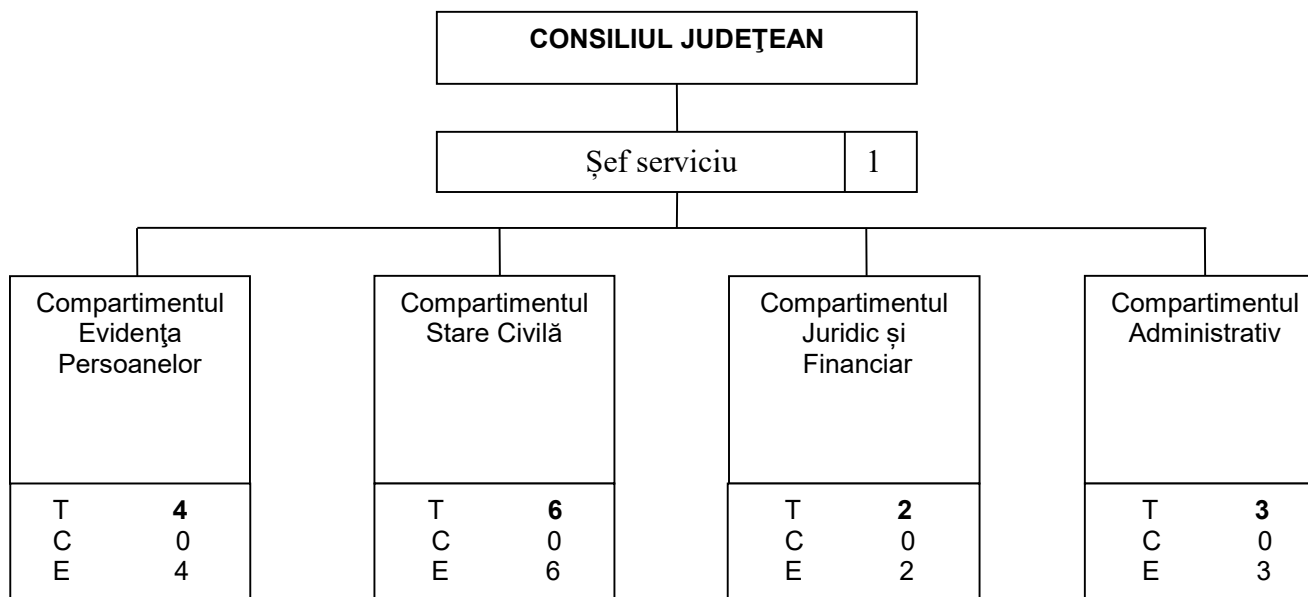 CONSILIUL JUDEŢEAN
Șef serviciu 1
Compartimentul
Evidenţa
Persoanelor
T 4
C 0
E 4
Compartimentul
Stare Civilă
T 6
C 0
E 6
Compartimentul
Juridic și
Financiar
T 2
C 0
E 2
Compartimentul
Administrativ
T 3
C 0
E 3